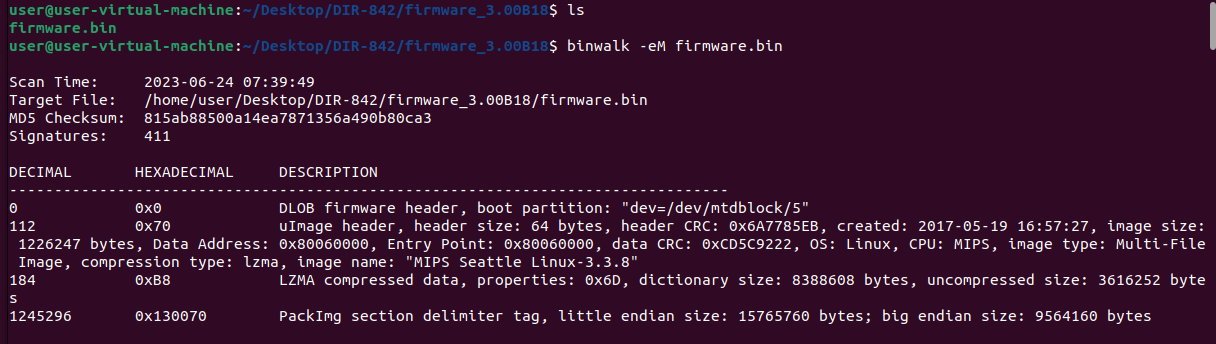 user@user-virtual-machine:~/Desktop/DIR-842/firmware_3.00B18$ ls
firmware.bin
user@user-virtual-machine:~/Desktop/DIR-842/firmware_3.00B18$ binwalk -eM firmware.bin
Scan Time:     2023-06-24 07:39:49
Target File:   /home/user/Desktop/DIR-842/firmware_3.00B18/firmware.bin
MD5 Checksum:  815ab88500a14ea7871356a490b80ca3
Signatures:    411
DECIMAL       HEXADECIMAL     DESCRIPTION
--------------------------------------------------------------------------------
0             0x0             DLOB firmware header, boot partition: "dev=/dev/mtdblock/5"
112           0x70            uImage header, header size: 64 bytes, header CRC: 0x6A7785EB, created: 2017-05-19 16:57:27, image size:
 1226247 bytes, Data Address: 0x80060000, Entry Point: 0x80060000, data CRC: 0xCD5C9222, OS: Linux, CPU: MIPS, image type: Multi-File
 Image, compression type: lzma, image name: "MIPS Seattle Linux-3.3.8"
184           0xB8            LZMA compressed data, properties: 0x6D, dictionary size: 8388608 bytes, uncompressed size: 3616252 byte
s
1245296       0x130070        PackImg section delimiter tag, little endian size: 15765760 bytes; big endian size: 9564160 bytes